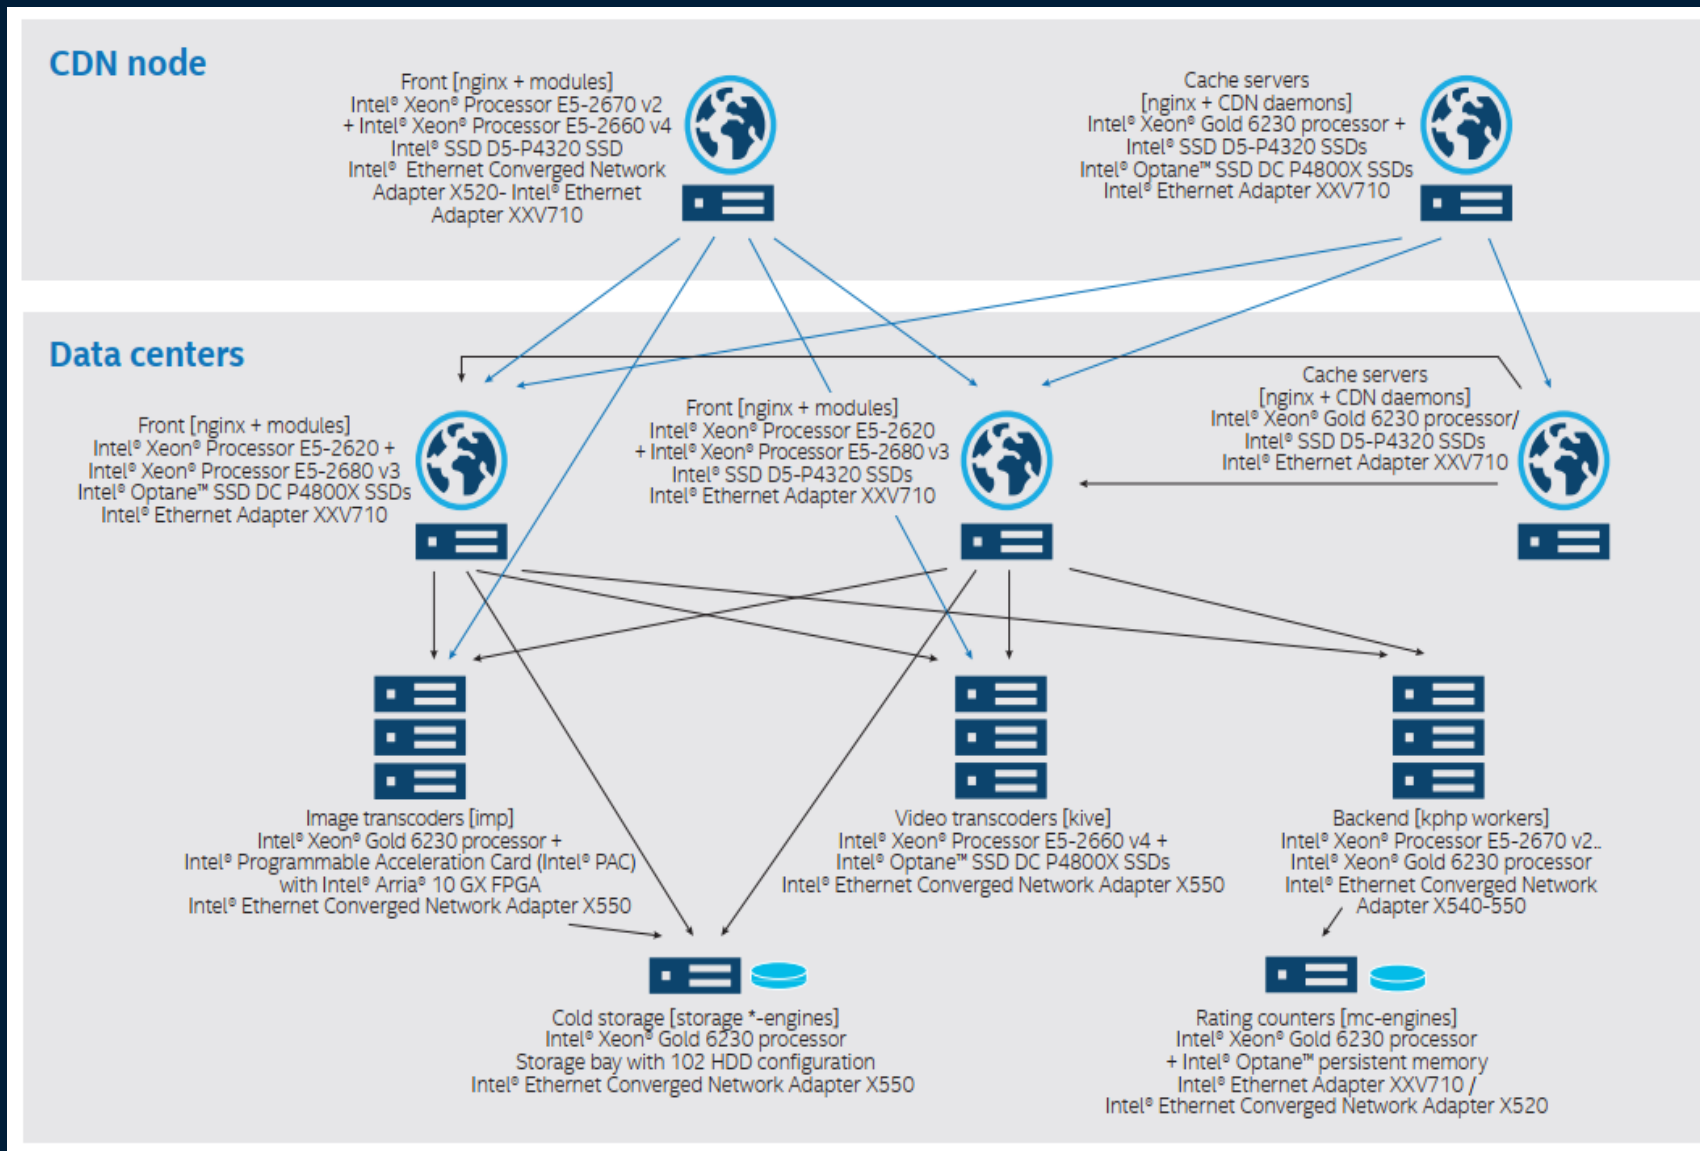 CDN node
Front [nginx + modules]
Intel® Xeon® Processor E5-2670 v2
+ Intel® Xeon® Processor E5-2660 v4
Intel® SSD D5-P4320 SSD
Intel® Ethernet Converged Network
Adapter X520- Intel® Ethernet
Adapter XXV710
Cache servers
[nginx + CDN daemons]
Intel® Xeon® Gold 6230 processor +
Intel® SSD D5-P4320 SSDs
Intel® Optane™ SSD DC P4800X SSDs
Intel® Ethernet Adapter XXV710
Data centers
Front [nginx + modules]
Intel® Xeon® Processor E5-2620 +
Intel® Xeon® Processor E5-2680 v3
Intel® Optane™ SSD DC P4800X SSDs
Intel® Ethernet Adapter XXV710
Front [nginx + modules]
Intel® Xeon® Processor E5-2620
+ Intel® Xeon® Processor E5-2680 v3
Intel® SSD D5-P4320 SSDs
Intel® Ethernet Adapter XXV710
Cache servers
[nginx + CDN daemons]
Intel® Xeon® Gold 6230 processor/
Intel® SSD D5-P4320 SSDs
Intel® Ethernet Adapter XXV710
Image transcoders [imp]
Intel® Xeon® Gold 6230 processor +
Intel® Programmable Acceleration Card (Intel® PAC)
with Intel® Arria® 10 GX FPGA
Intel® Ethernet Converged Network Adapter X550
Video transcoders [kive]
Intel® Xeon® Processor E5-2660 v4 +
Intel® Optane™ SSD DC P4800X SSDs
Intel® Ethernet Converged Network Adapter X550
Backend [kphp workers]
Intel® Xeon® Processor E5-2670 v2..
Intel® Xeon® Gold 6230 processor
Intel® Ethernet Converged Network
Adapter X540-550
Cold storage [storage *-engines]
Intel® Xeon® Gold 6230 processor
Storage bay with 102 HDD configuration
Intel® Ethernet Converged Network Adapter X550
Rating counters [mc-engines]
Intel® Xeon® Gold 6230 processor
+ Intel® Optane™ persistent memory
Intel® Ethernet Adapter XXV710 /
Intel® Ethernet Converged Network Adapter X520